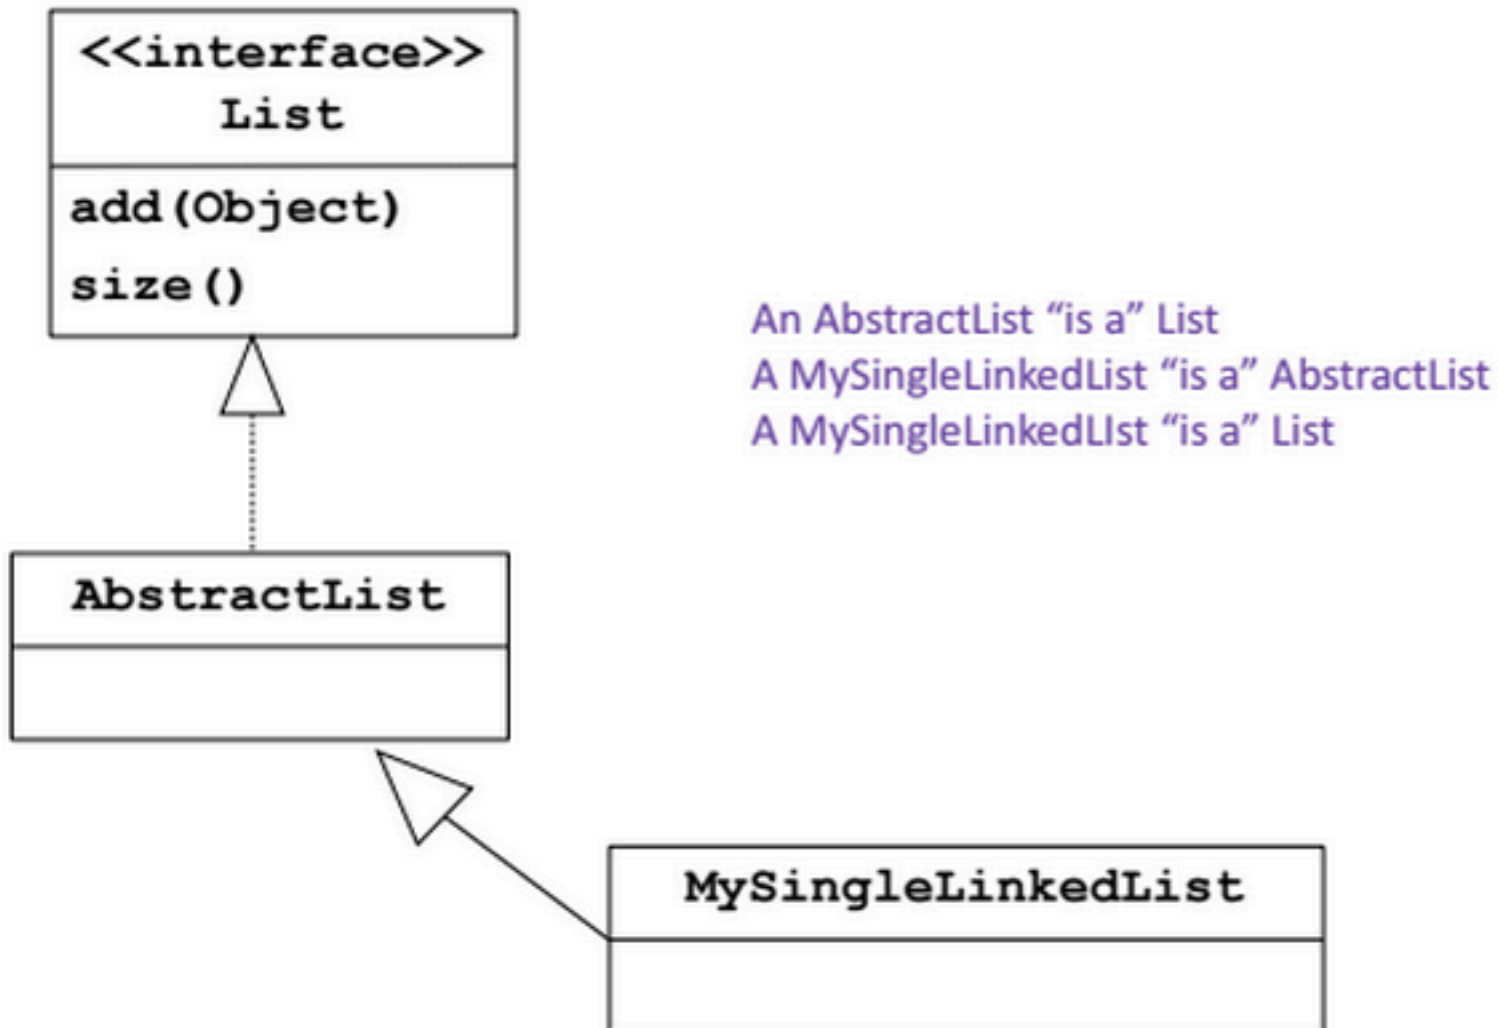 <<interface>>
List
add(Object)
size()
An AbstractList “is a” List
A MySingleLinkedList “is a” AbstractList
A MySingleLinkedLIst “is a” List
AbstractList
MySingleLinkedList